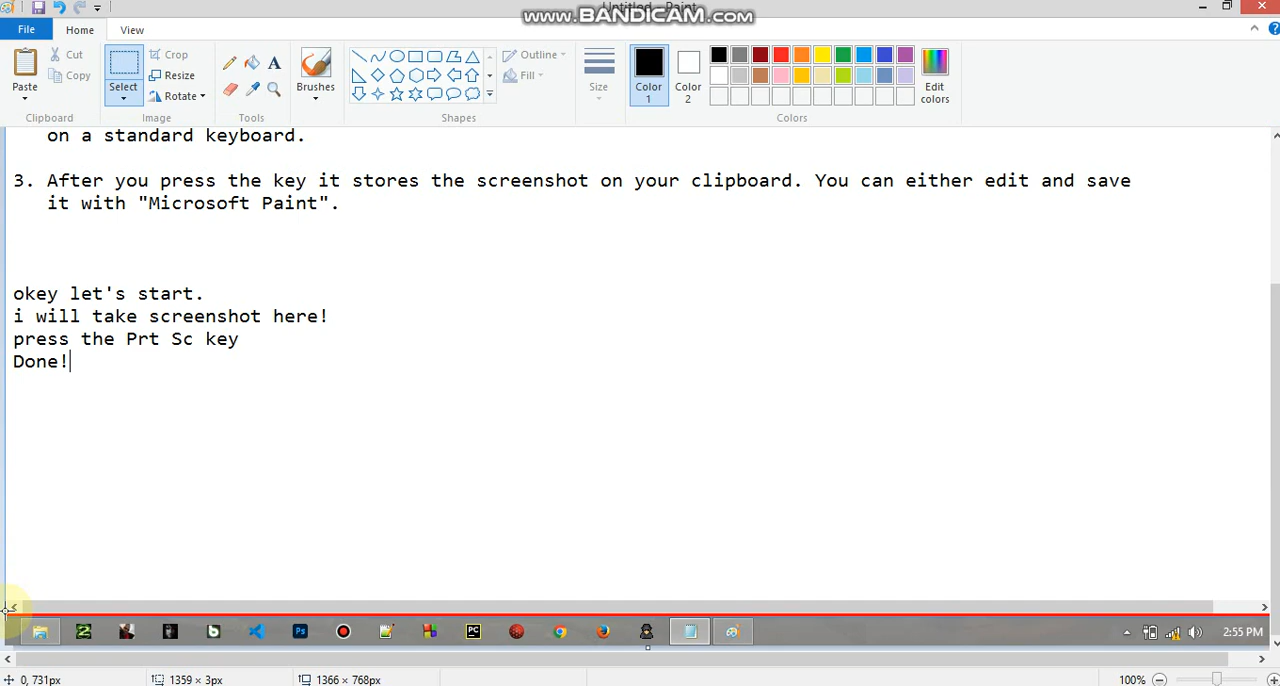 Untitled - Paint
www.BANDICAM.com
File
Home
View
Paste
Cut
Copy
Clipboard
Select
Crop
Resize
Rotate
Image
A
Tools
Brushes
Shapes
Outline
Fill
Size
Color
1
Color
2
Edit
colors
Colors
on a standard keyboard.
3. After you press the key it stores the screenshot on your clipboard. You can either edit and save
it with "Microsoft Paint".
okey let's start.
i will take screenshot here!
press the Prt Sc key
Done!
Ps
PC
2:55 PM
0, 731px
1359 × 3px
1366 × 768px
100%